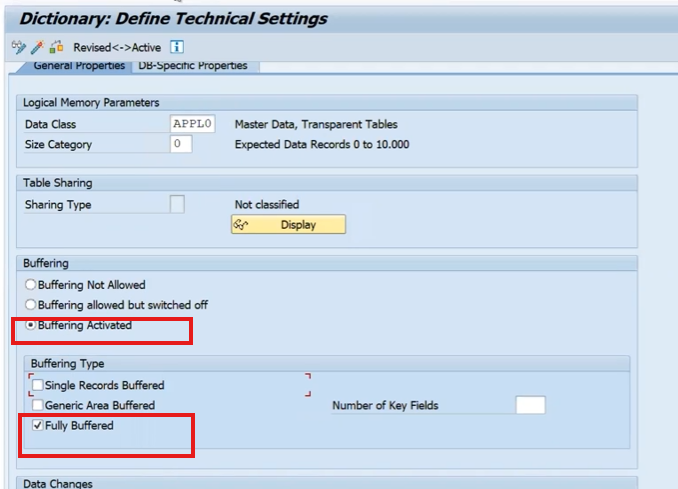 Dictionary: Define Technical Settings
Revised<->Active
General Properties DB-Specific Properties
Logical Memory Parameters
Data Class APPL0 Master Data, Transparent Tables
Size Category 0 Expected Data Records 0 to 10.000
Table Sharing
Sharing Type Not classified
Display
Buffering
Buffering Not Allowed
Buffering allowed but switched off
Buffering Activated
Buffering Type
Single Records Buffered
Generic Area Buffered Number of Key Fields
Fully Buffered
Data Changes